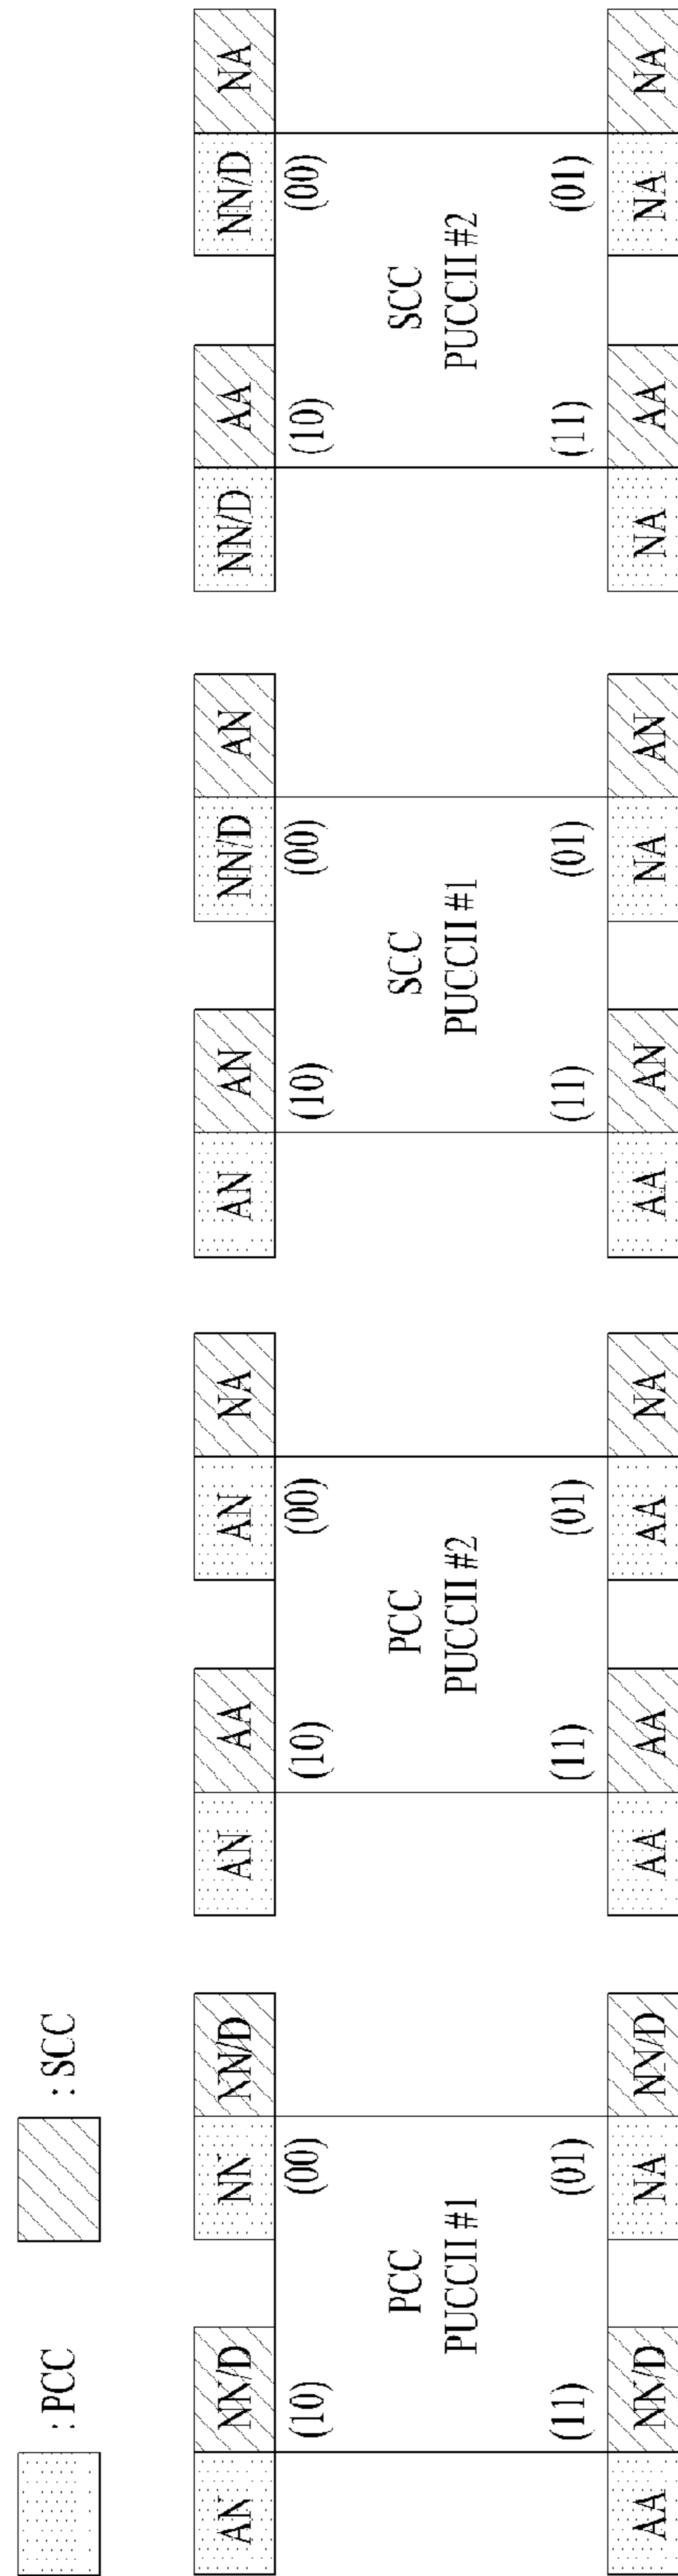 : PCC : SCC
AN NN/D NN NN/D AN AA AN NA AN AN NN/D AN NN/D AA NN/D NA
(10) (00) (10) (00) (10) (00) (10) (00)
PCC PCC SCC SCC
PUCCH #1 PUCCH #2 PUCCH #1 PUCCH #2
(11) (01) (11) (01) (11) (01) (11) (01)
AA NN/D NA NN/D AA AA AA NA AA AN NA AN NA AA NA NA